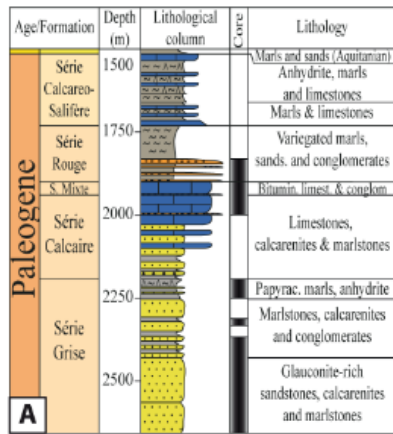 Age/Formation
Depth
(m)
Lithological
column
Core
Lithology
Paleogene
Série
Calcareo-
Salifère
Série
Rouge
S. Mixte
Série
Calcaire
Série
Grise
1500
1750
2000
2250
2500
Marls and sands (Aquitanian)
Anhydrite, marls
and limestones
Marls & limestones
Variegated marls,
sands. and conglomerates
Bitumin. limest. & conglom
Limestones,
calcarenites & marlstones
Papyrac. marls, anhydrite
Marlstones, calcarenites
and conglomerates
Glauconite-rich
sandstones, calcarenites
and marlstones
A